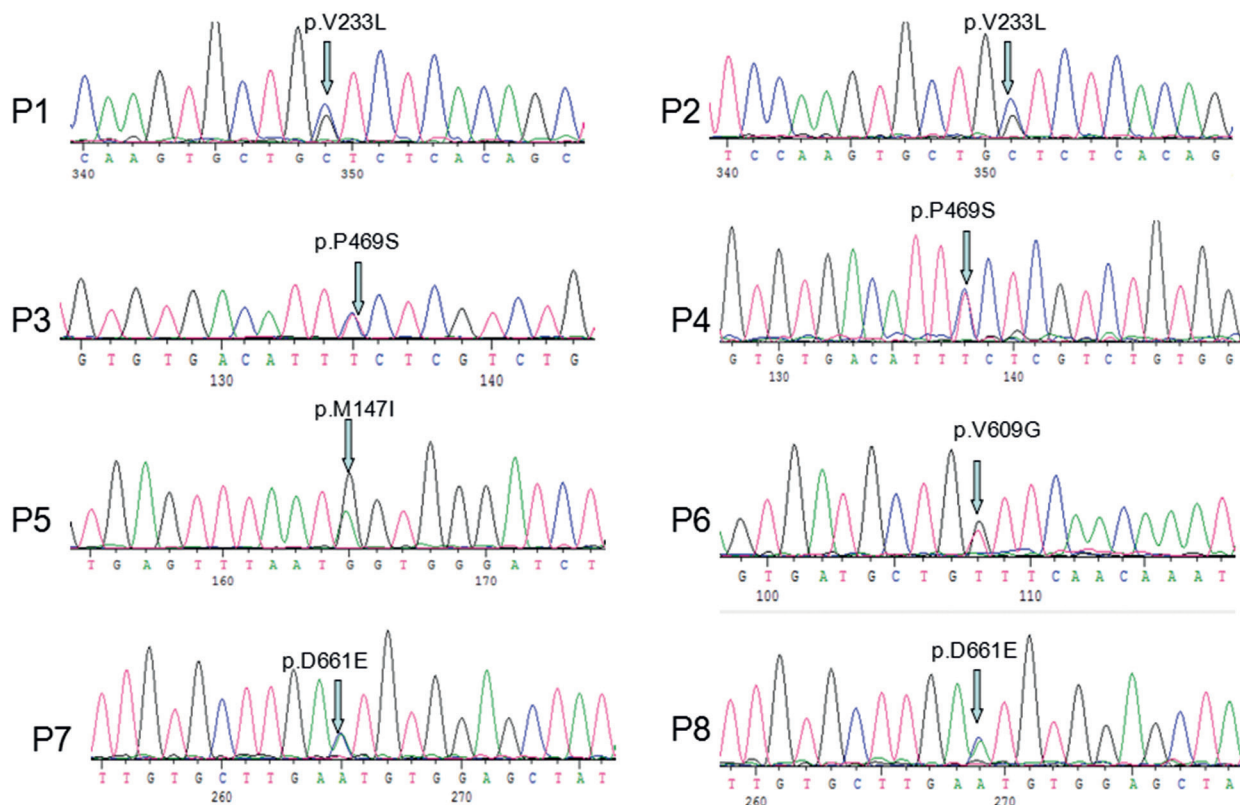 p.V233L
P1
C A A G T G C T G C T C T C A C A G C
340 350
p.V233L
P2
T C C A A G T G C T G C T C T C A C A G
340 350
p.P469S
P3
G T G T G A C A T T T C T C G T C T G
130 140
p.P469S
P4
G T G T G A C A T T T C T C G T C T G T G G
130 140
p.M147I
P5
T G A G T T T A A T G G T G G G A T C T
160 170
p.V609G
P6
G T G A T G C T G T T T C A A C A A A T
100 110
p.D661E
P7
T T G T G C T T G A A T G T G G A G C T A T
260 270
p.D661E
P8
T T G T G C T T G A A T G T G G A G C T A
260 270